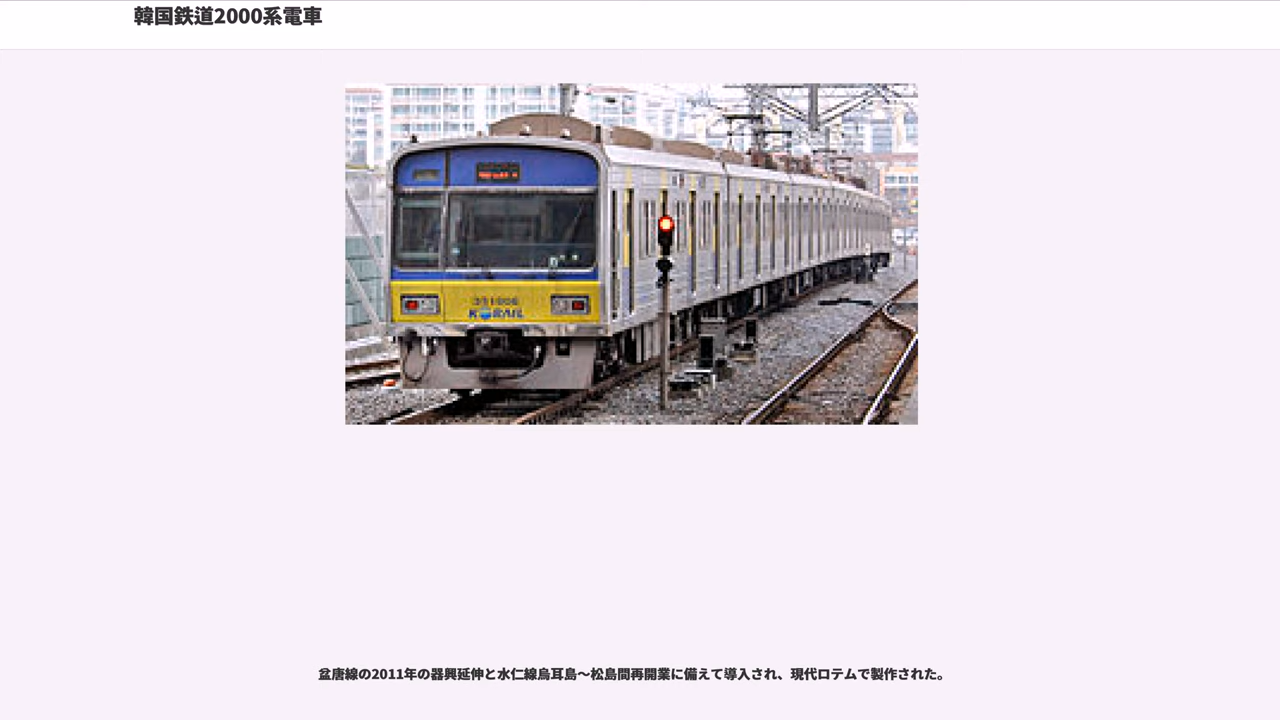 韓国鉄道2000系電車
KORAIL
盆唐線の2011年の器興延伸と水仁線烏耳島〜松島間再開業に備えて導入され、現代ロテムで製作された。